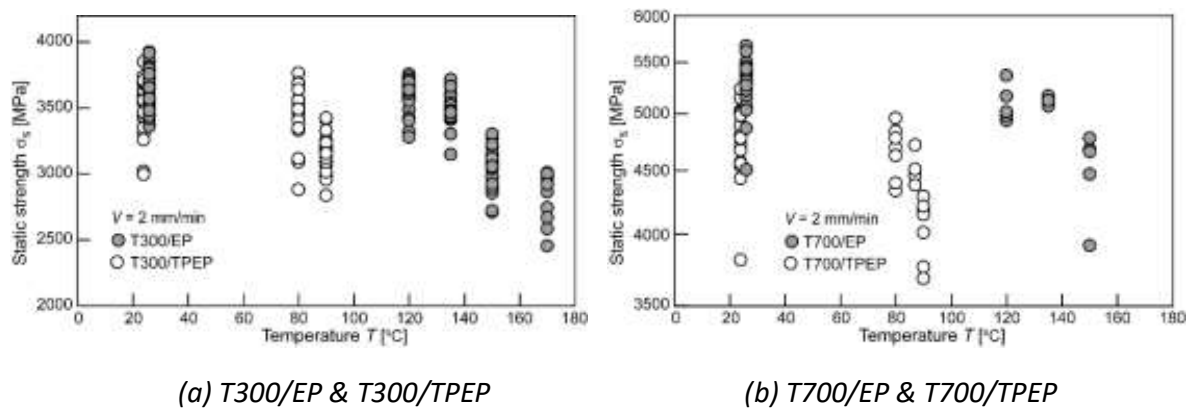 4000
3500
3000
2500
2000
Static strength σs [MPa]
V = 2 mm/min
T300/EP
T300/TPEP
0 20 40 60 80 100 120 140 160 180
Temperature T [°C]
6000
5500
5000
4500
4000
3500
Static strength σs [MPa]
V = 2 mm/min
T700/EP
T700/TPEP
0 20 40 60 80 100 120 140 160 180
Temperature T [°C]
(a) T300/EP & T300/TPEP
(b) T700/EP & T700/TPEP